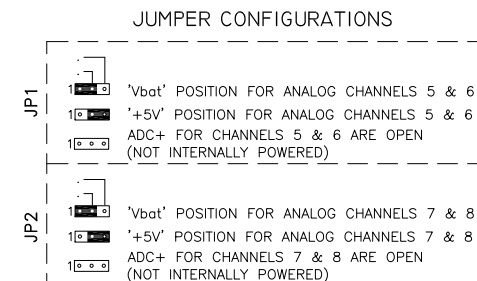 JUMPER CONFIGURATIONS
JP1
1 'Vbat' POSITION FOR ANALOG CHANNELS 5 & 6
1 '+5V' POSITION FOR ANALOG CHANNELS 5 & 6
1 ADC+ FOR CHANNELS 5 & 6 ARE OPEN
(NOT INTERNALLY POWERED)
JP2
1 'Vbat' POSITION FOR ANALOG CHANNELS 7 & 8
1 '+5V' POSITION FOR ANALOG CHANNELS 7 & 8
1 ADC+ FOR CHANNELS 7 & 8 ARE OPEN
(NOT INTERNALLY POWERED)